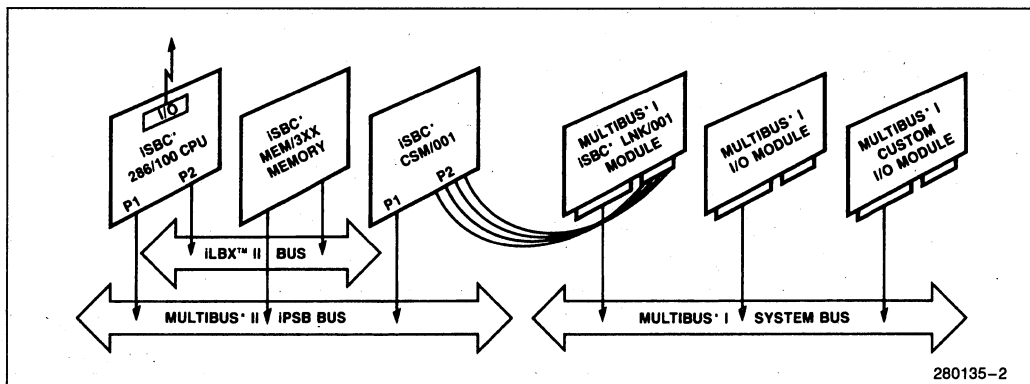 I/O
iSBC*
286/100 CPU
P1
P2
iSBC*
MEM/3XX
MEMORY
iSBC*
CSM/001
P1
P2
MULTIBUS* I
iSBC* LNK/001
MODULE
MULTIBUS* I
I/O MODULE
MULTIBUS* I
CUSTOM
I/O MODULE
iLBX™ II BUS
MULTIBUS* II iPSB BUS
MULTIBUS* I SYSTEM BUS
280135-2